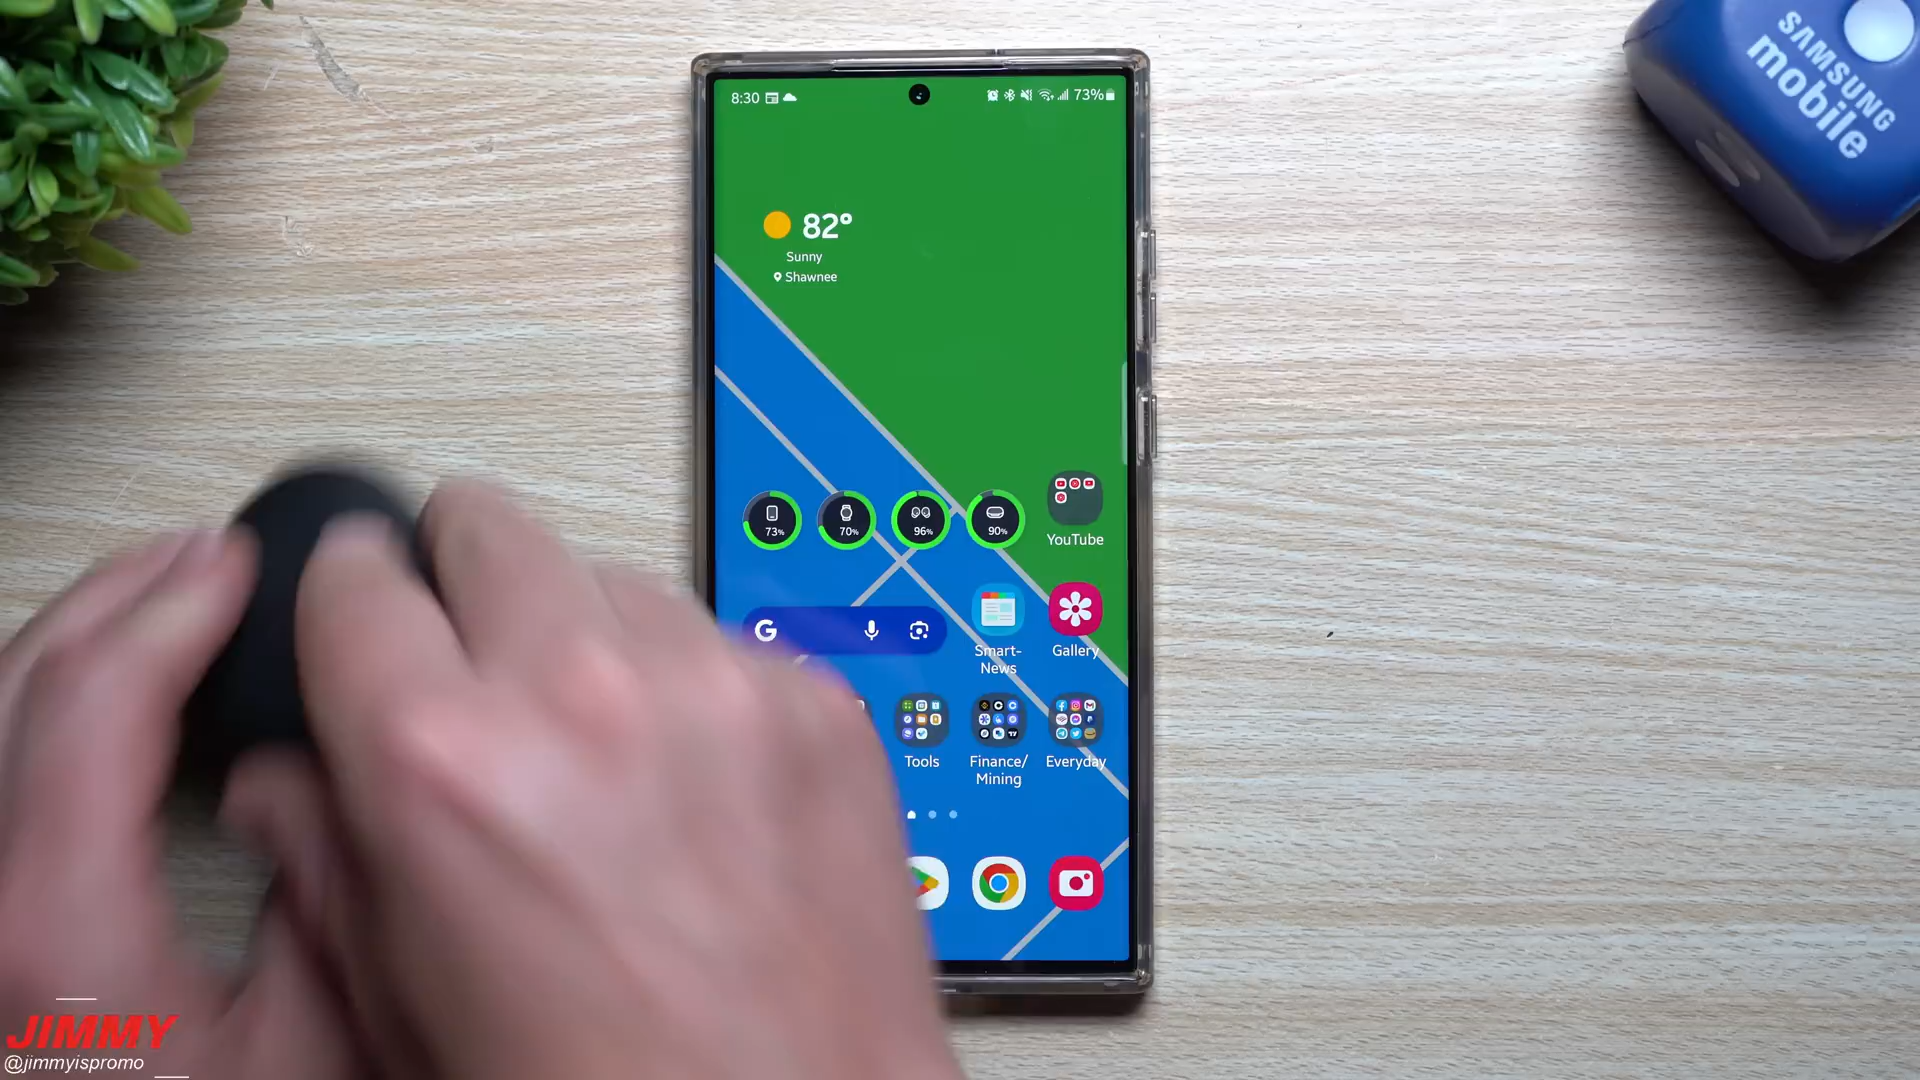 8:30
73%
SAMSUNG
mobile
82°
Sunny
Shawnee
73%
70%
96%
90%
YouTube
G
Smart-
News
Gallery
Tools
Finance/
Mining
Everyday
JIMMY
@jimmyispromo